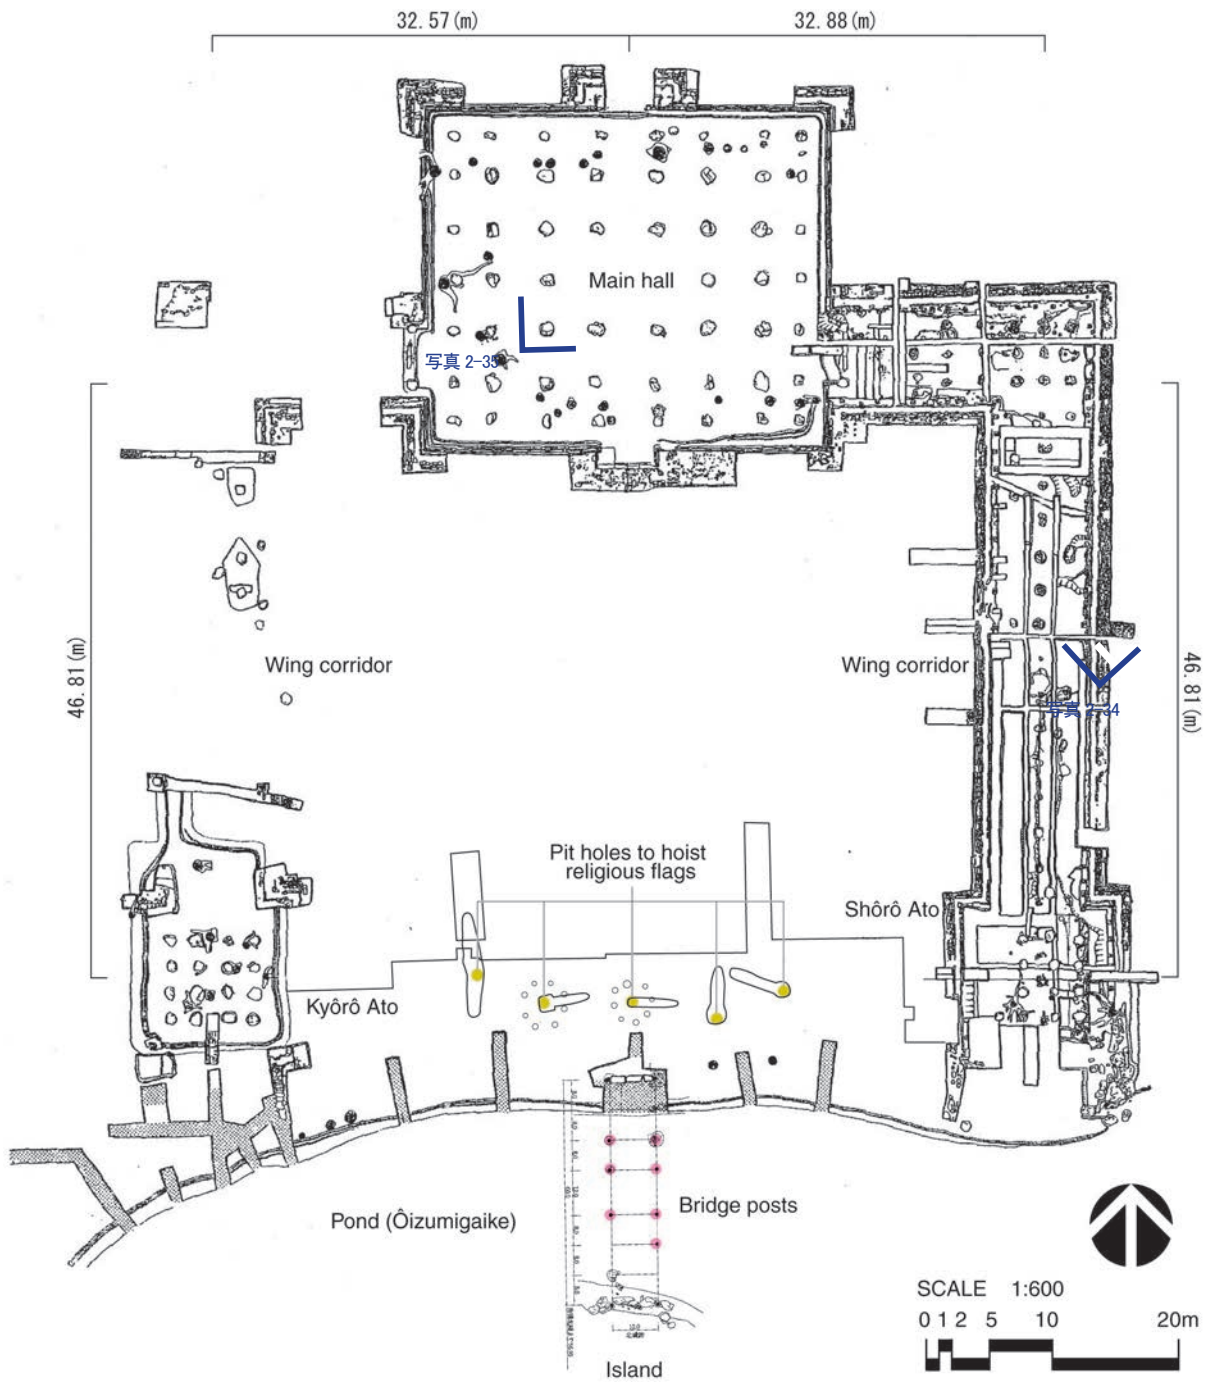 32.57(m)
32.88(m)
Main hall
写真 2-35
46.81(m)
Wing corridor
Wing corridor
46.81(m)
写真 2-34
Pit holes to hoist
religious flags
Shôrô Ato
Kyôrô Ato
Pond (Ôizumigaike)
Bridge posts
Island
SCALE 1:600
0 1 2 5 10 20m